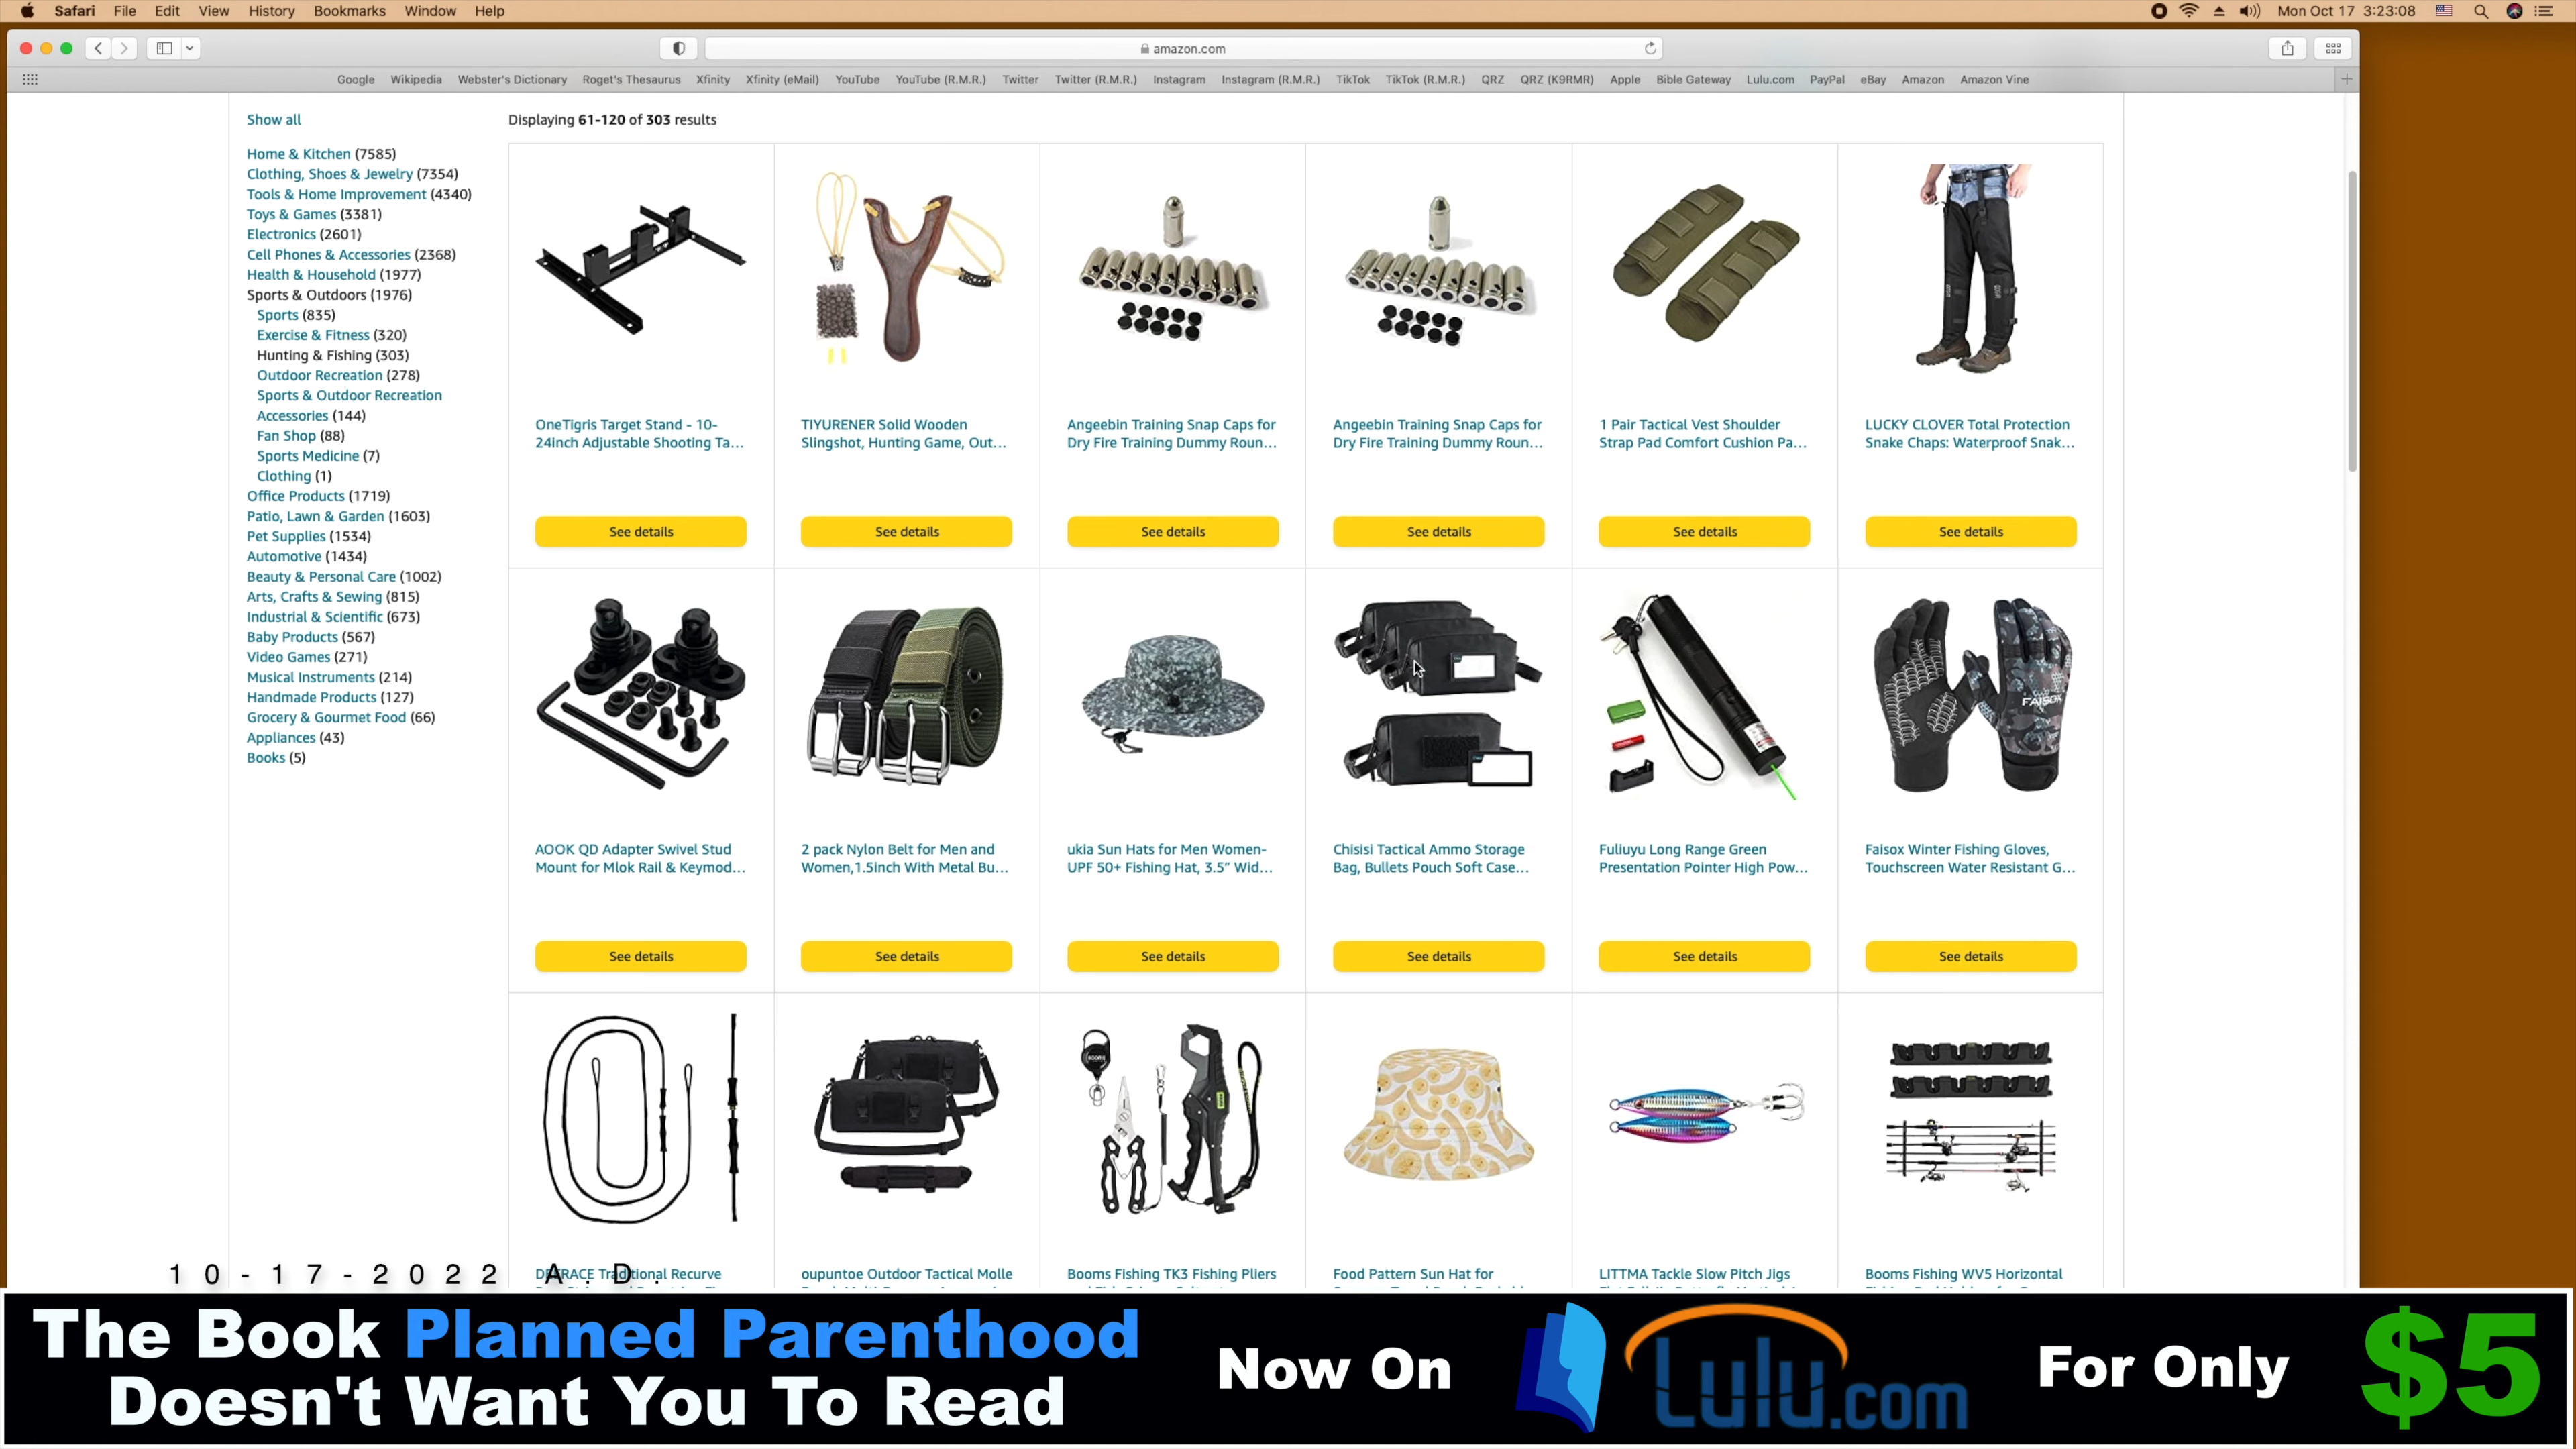 Safari File Edit View History Bookmarks Window Help
Mon Oct 17 3:23:08
amazon.com
Google Wikipedia Webster's Dictionary Roget's Thesaurus Xfinity Xfinity (eMail) YouTube YouTube (R.M.R.) Twitter Twitter (R.M.R.) Instagram Instagram (R.M.R.) TikTok TikTok (R.M.R.) QRZ QRZ (K9RMR) Apple Bible Gateway Lulu.com PayPal eBay Amazon Amazon Vine
Show all
Home & Kitchen (7585)
Clothing, Shoes & Jewelry (7354)
Tools & Home Improvement (4340)
Toys & Games (3381)
Electronics (2601)
Cell Phones & Accessories (2368)
Health & Household (1977)
Sports & Outdoors (1976)
Sports (835)
Exercise & Fitness (320)
Hunting & Fishing (303)
Outdoor Recreation (278)
Sports & Outdoor Recreation
Accessories (144)
Fan Shop (88)
Sports Medicine (7)
Clothing (1)
Office Products (1719)
Patio, Lawn & Garden (1603)
Pet Supplies (1534)
Automotive (1434)
Beauty & Personal Care (1002)
Arts, Crafts & Sewing (815)
Industrial & Scientific (673)
Baby Products (567)
Video Games (271)
Musical Instruments (214)
Handmade Products (127)
Grocery & Gourmet Food (66)
Appliances (43)
Books (5)
Displaying 61-120 of 303 results
OneTigris Target Stand - 10-
24inch Adjustable Shooting Ta...
See details
TIYURENER Solid Wooden
Slingshot, Hunting Game, Out...
See details
Angeebin Training Snap Caps for
Dry Fire Training Dummy Roun...
See details
Angeebin Training Snap Caps for
Dry Fire Training Dummy Roun...
See details
1 Pair Tactical Vest Shoulder
Strap Pad Comfort Cushion Pa...
See details
LUCKY CLOVER Total Protection
Snake Chaps: Waterproof Snak...
See details
AOOK QD Adapter Swivel Stud
Mount for Mlok Rail & Keymod...
See details
2 pack Nylon Belt for Men and
Women,1.5inch With Metal Bu...
See details
ukia Sun Hats for Men Women-
UPF 50+ Fishing Hat, 3.5" Wid...
See details
Chisisi Tactical Ammo Storage
Bag, Bullets Pouch Soft Case...
See details
Fuliuyu Long Range Green
Presentation Pointer High Pow...
See details
FAISOX
Faisox Winter Fishing Gloves,
Touchscreen Water Resistant G...
See details
Traditional Recurve
oupuntoe Outdoor Tactical Molle
BOOMS
Booms Fishing TK3 Fishing Pliers
Food Pattern Sun Hat for
LITTMA Tackle Slow Pitch Jigs
Booms Fishing WV5 Horizontal
10-17-2022 A.D.
The Book Planned Parenthood
Doesn't Want You To Read
Now On
Lulu.com
For Only
$5